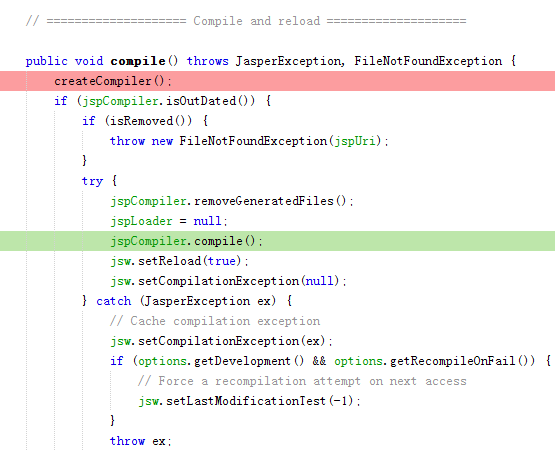 // ==================== Compile and reload ====================
public void compile() throws JasperException, FileNotFoundException {
createCompiler();
if (jspCompiler.isOutDated()) {
if (isRemoved()) {
throw new FileNotFoundException(jspUri);
}
try {
jspCompiler.removeGeneratedFiles();
jspLoader = null;
jspCompiler.compile();
jsw.setReload(true);
jsw.setCompilationException(null);
} catch (JasperException ex) {
// Cache compilation exception
jsw.setCompilationException(ex);
if (options.getDevelopment() && options.getRecompileOnFail()) {
// Force a recompilation attempt on next access
jsw.setLastModificationTest(-1);
}
throw ex;